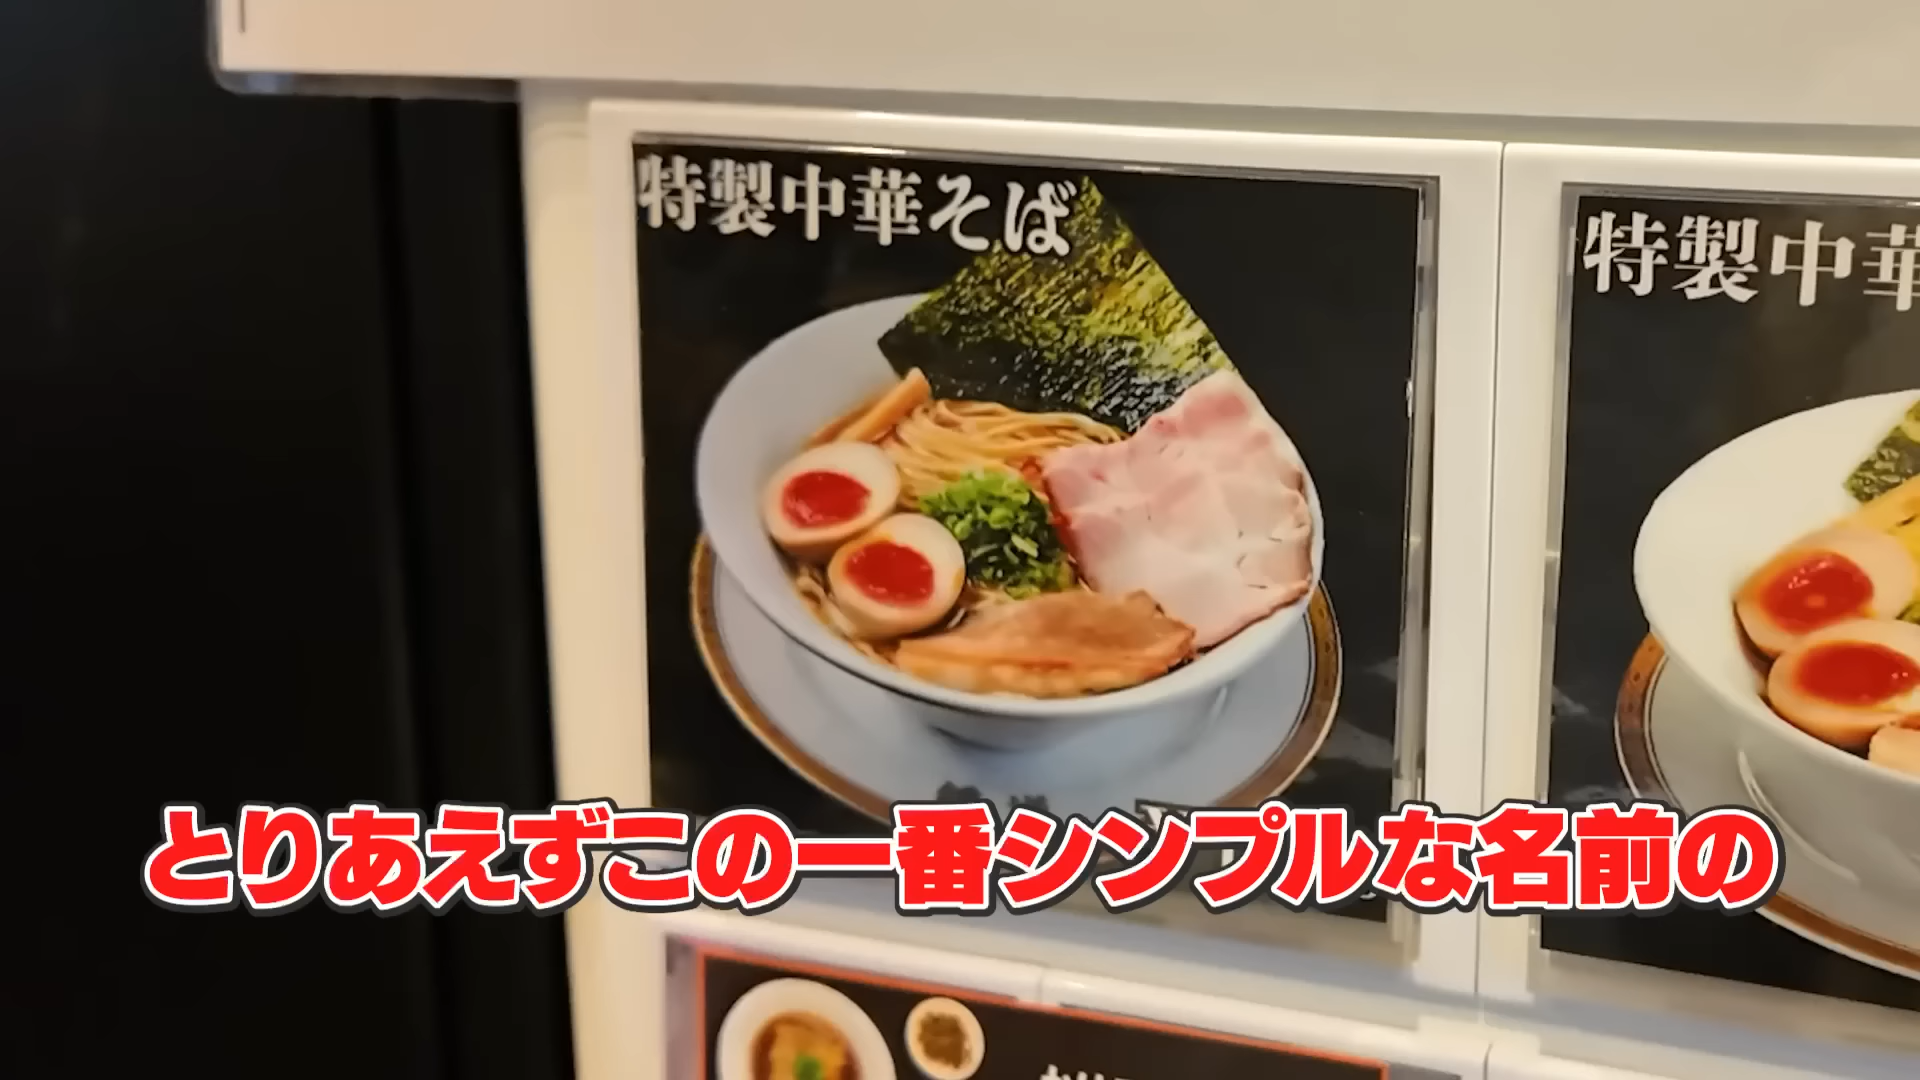 特製中華そば
特製中華
とりあえずこの一番シンプルな名前の